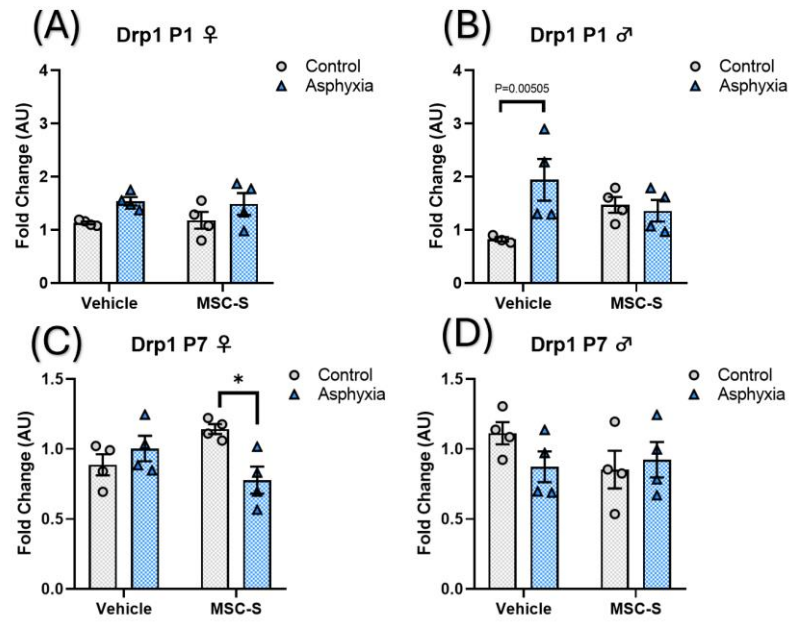 (A)
Drp1 P1 ♀
Control
Asphyxia
Fold Change (AU)
4
3
2
1
0
Vehicle
MSC-S
(B)
Drp1 P1 ♂
Control
Asphyxia
P=0.00505
Fold Change (AU)
4
3
2
1
0
Vehicle
MSC-S
(C)
Drp1 P7 ♀
Control
Asphyxia
*
Fold Change (AU)
1.5
1.0
0.5
0.0
Vehicle
MSC-S
(D)
Drp1 P7 ♂
Control
Asphyxia
Fold Change (AU)
1.5
1.0
0.5
0.0
Vehicle
MSC-S